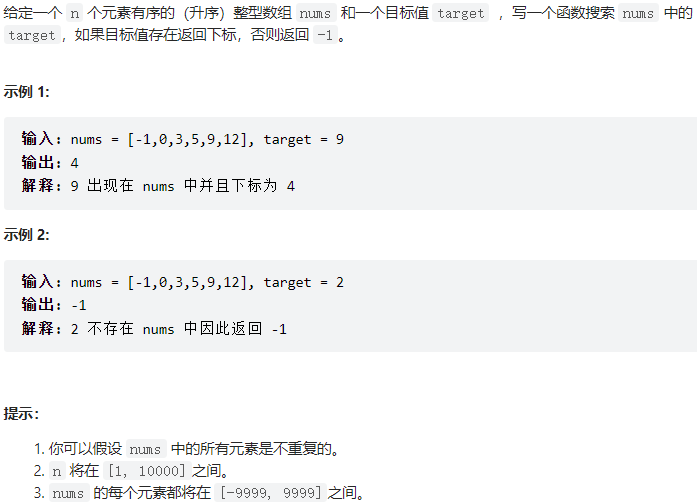 给定一个 n 个元素有序的（升序）整型数组 nums 和一个目标值 target ，写一个函数搜索 nums 中的
target，如果目标值存在返回下标，否则返回 -1。
示例 1:
输入: nums = [-1,0,3,5,9,12], target = 9
输出: 4
解释: 9 出现在 nums 中并且下标为 4
示例 2:
输入: nums = [-1,0,3,5,9,12], target = 2
输出: -1
解释: 2 不存在 nums 中因此返回 -1
提示：
1. 你可以假设 nums 中的所有元素是不重复的。
2. n 将在 [1, 10000]之间。
3. nums 的每个元素都将在 [-9999, 9999]之间。